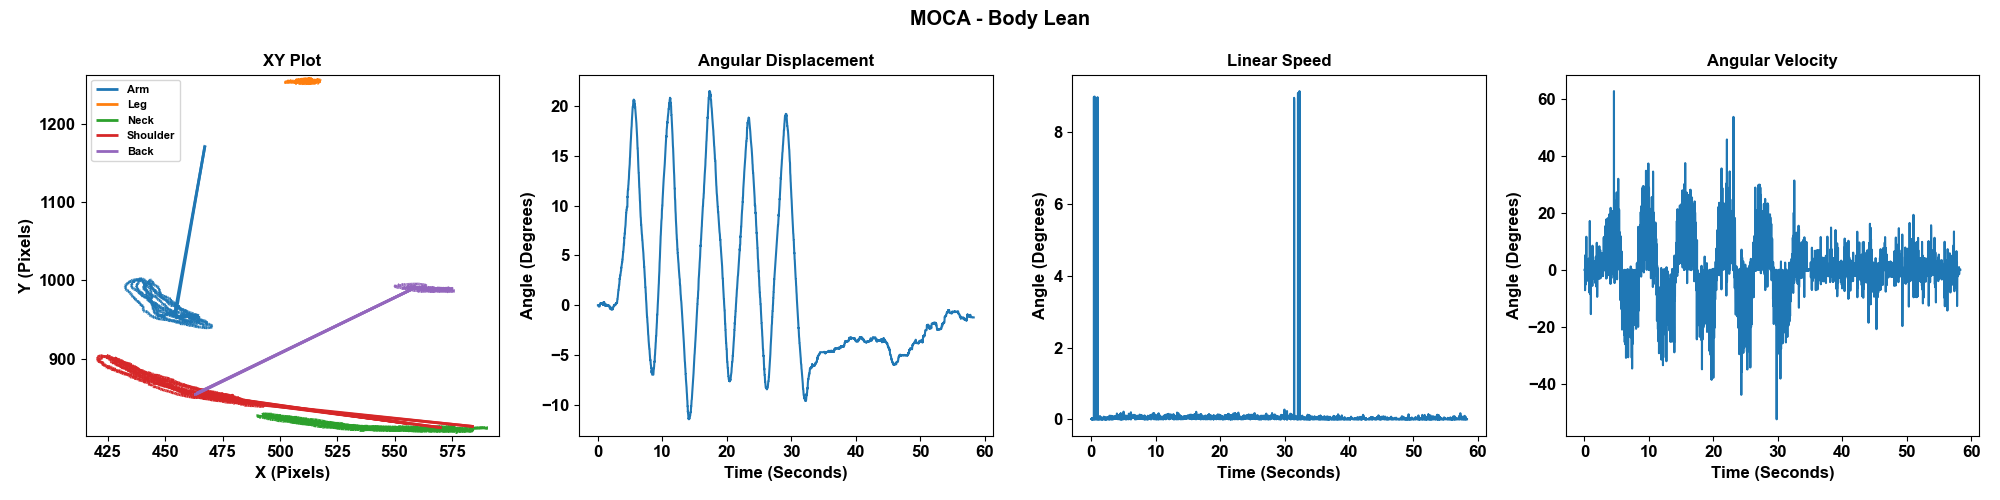 MOCA - Body Lean
XY Plot
Arm
Leg
Neck
Shoulder
Back
1200
1100
1000
900
Y (Pixels)
425 450 475 500 525 550 575
X (Pixels)
Angular Displacement
20
15
10
5
0
−5
−10
Angle (Degrees)
0 10 20 30 40 50 60
Time (Seconds)
Linear Speed
8
6
4
2
0
Angle (Degrees)
0 10 20 30 40 50 60
Time (Seconds)
Angular Velocity
60
40
20
0
−20
−40
Angle (Degrees)
0 10 20 30 40 50 60
Time (Seconds)